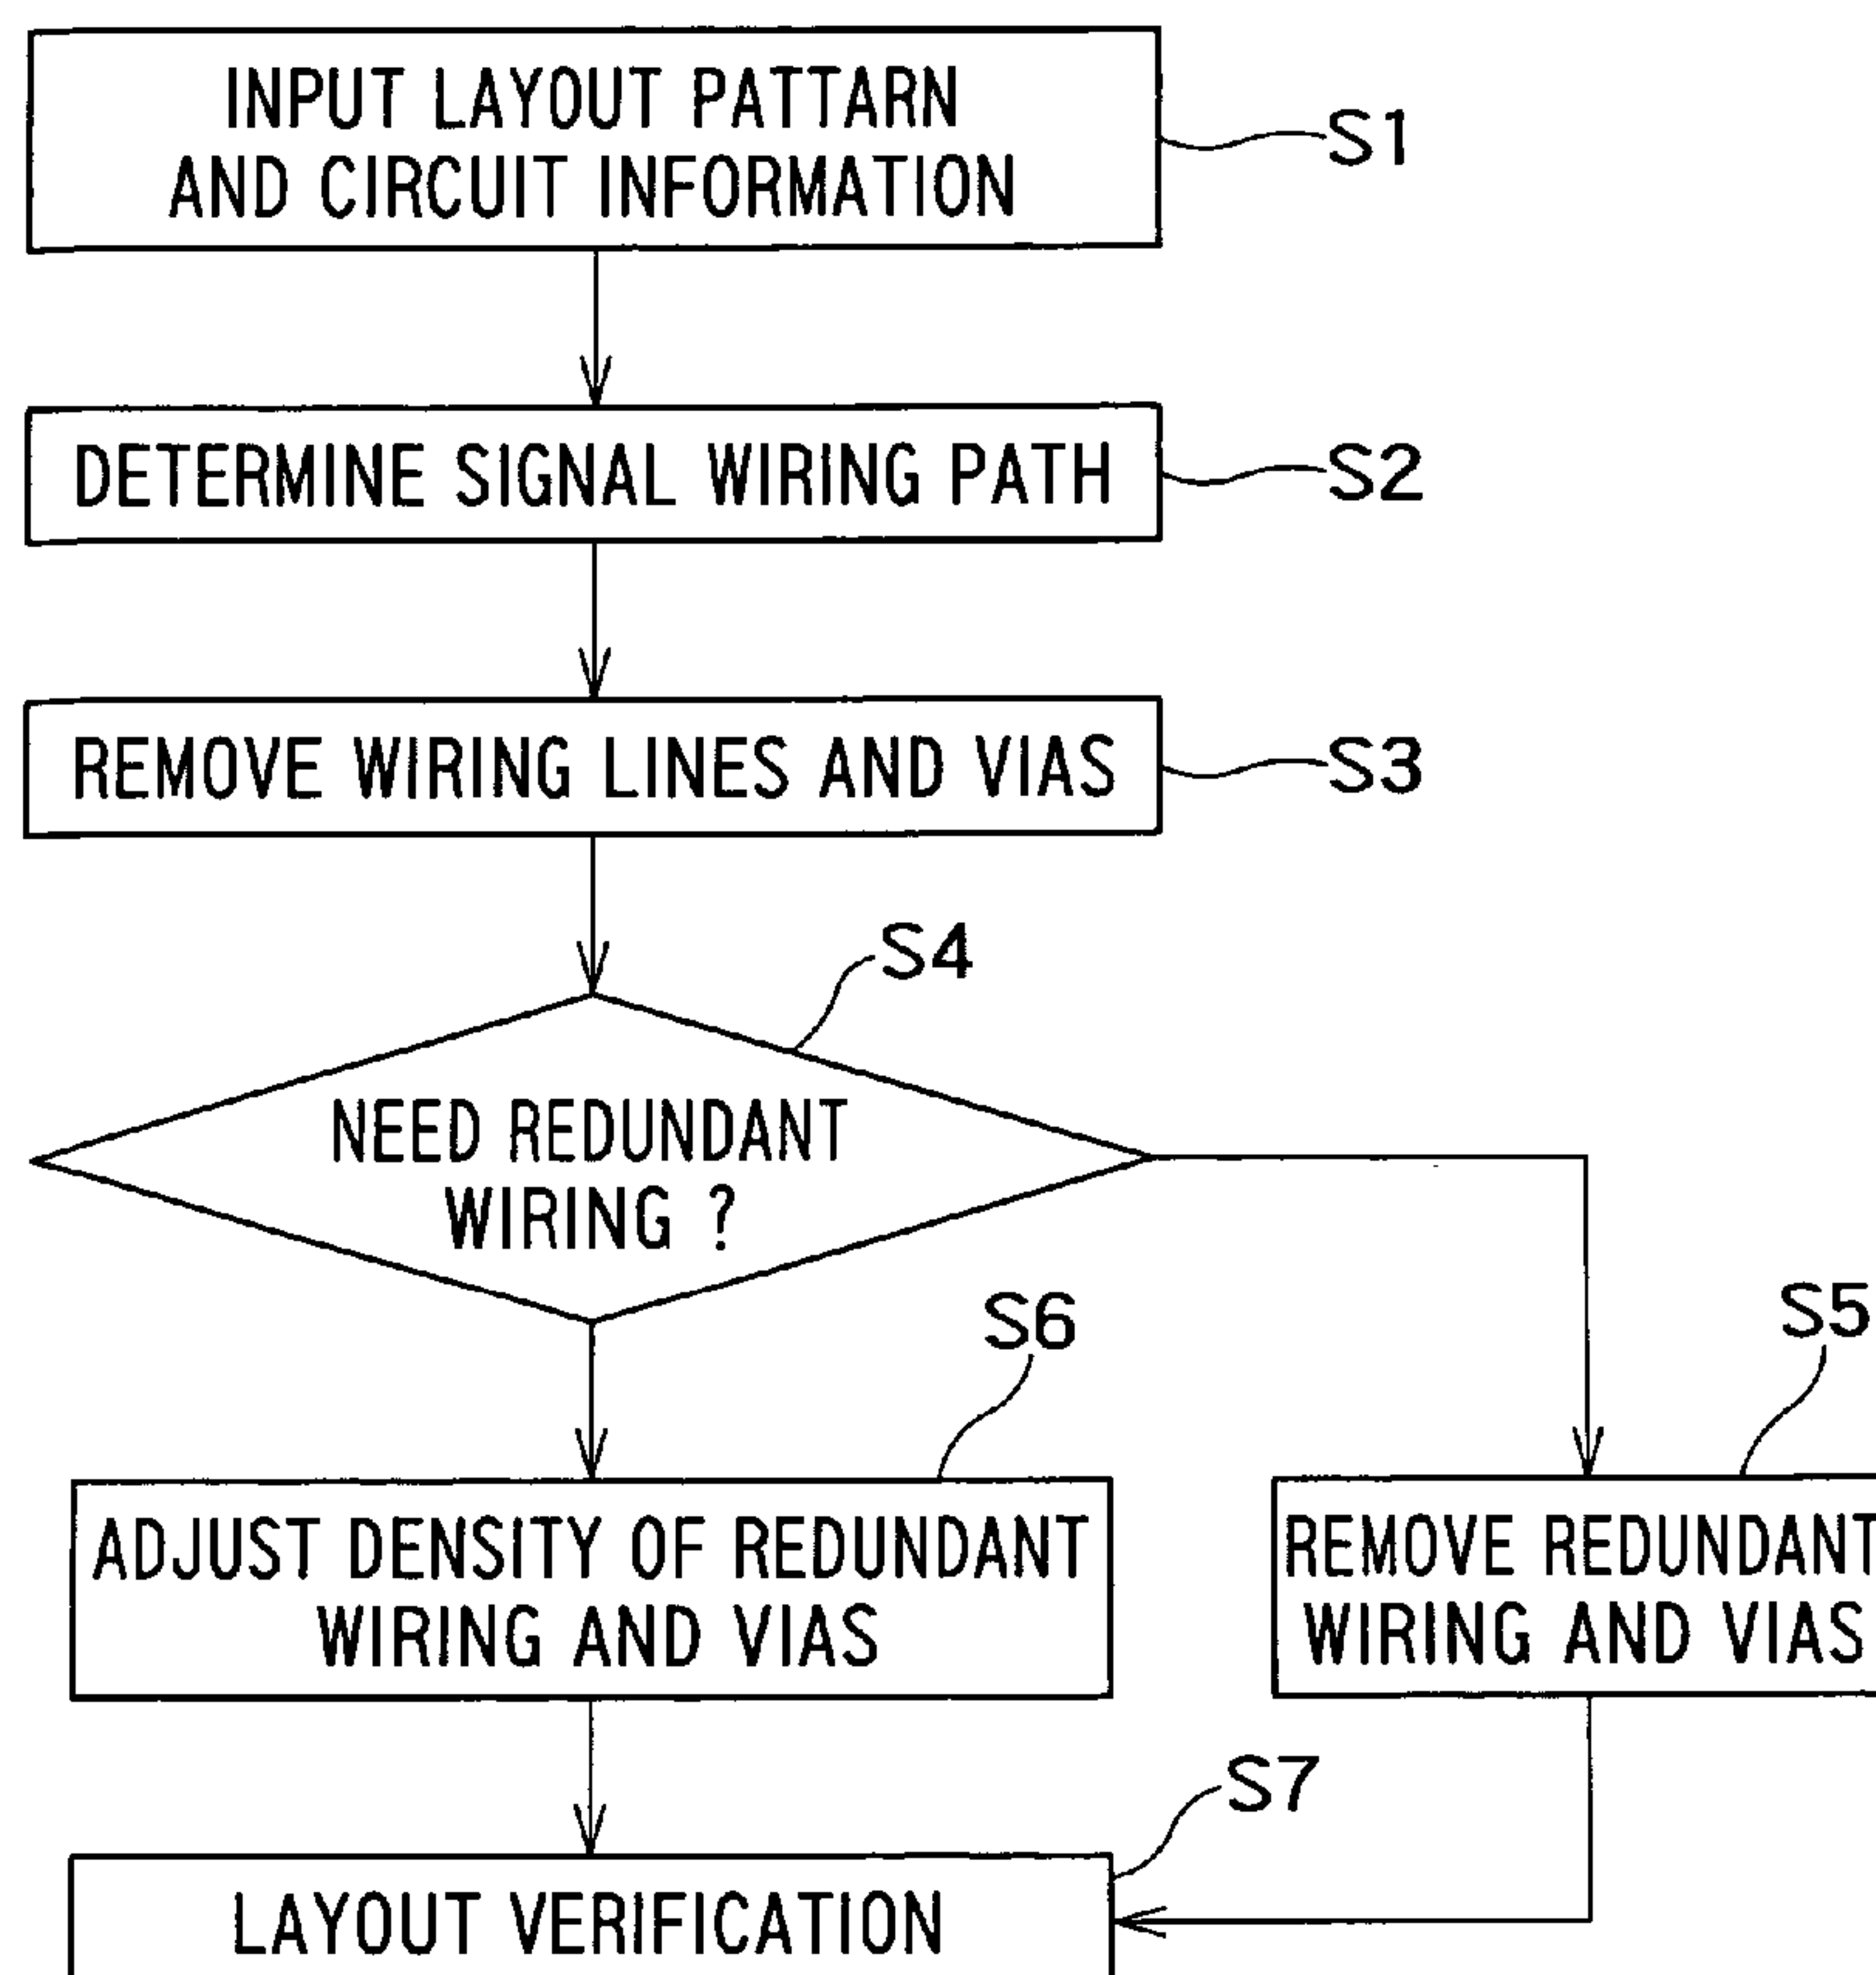 INPUT LAYOUT PATTARN
AND CIRCUIT INFORMATION
S1
DETERMINE SIGNAL WIRING PATH
S2
REMOVE WIRING LINES AND VIAS
S3
S4
NEED REDUNDANT
WIRING ?
S6
S5
ADJUST DENSITY OF REDUNDANT
WIRING AND VIAS
REMOVE REDUNDANT
WIRING AND VIAS
S7
LAYOUT VERIFICATION